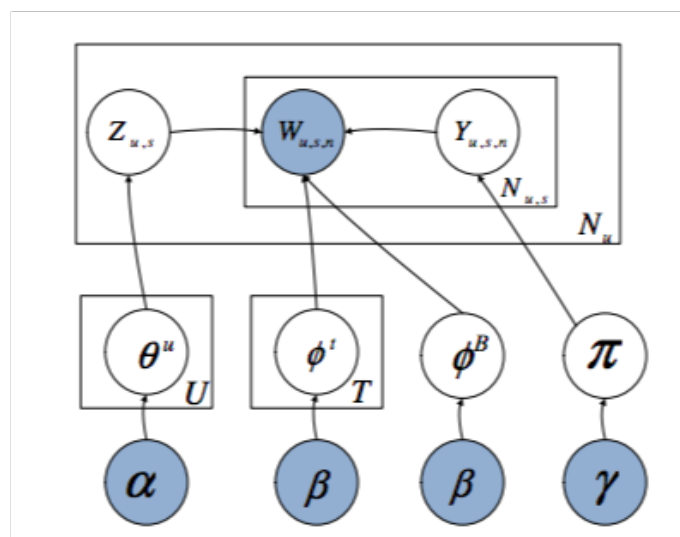 Z_{u,s} W_{u,s,n} Y_{u,s,n}
N_{u,s}
N_u
θ^u ϕ^t ϕ^B π
U T
α β β γ